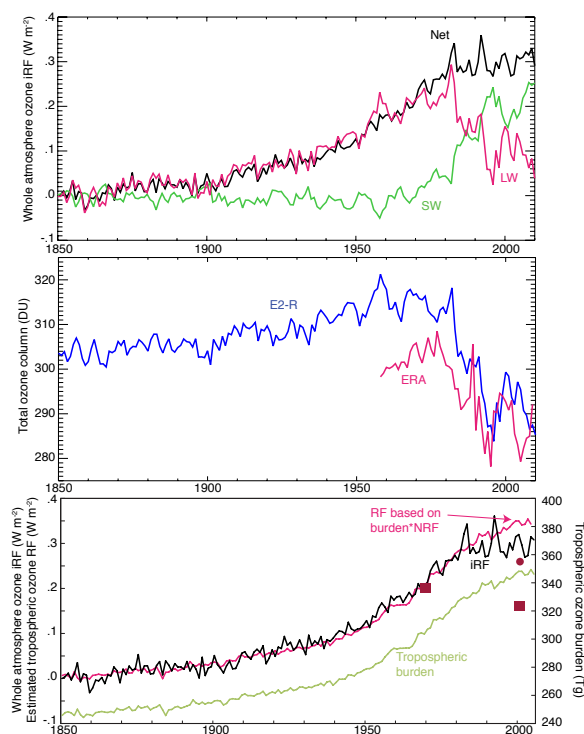 Whole atmosphere ozone iRF (W m-2)
.4
.3
.2
.1
.0
-.1
Net
LW
SW
1850
1900
1950
2000
Total ozone column (DU)
320
310
300
290
280
E2-R
ERA
1850
1900
1950
2000
Whole atmosphere ozone iRF (W m-2)
Estimated tropospheric ozone RF (W m-2)
.4
.3
.2
.1
.0
-.1
RF based on
burden*NRF
iRF
Tropospheric
burden
400
380
360
340
320
300
280
260
240
Tropospheric ozone burden (Tg)
1850
1900
1950
2000